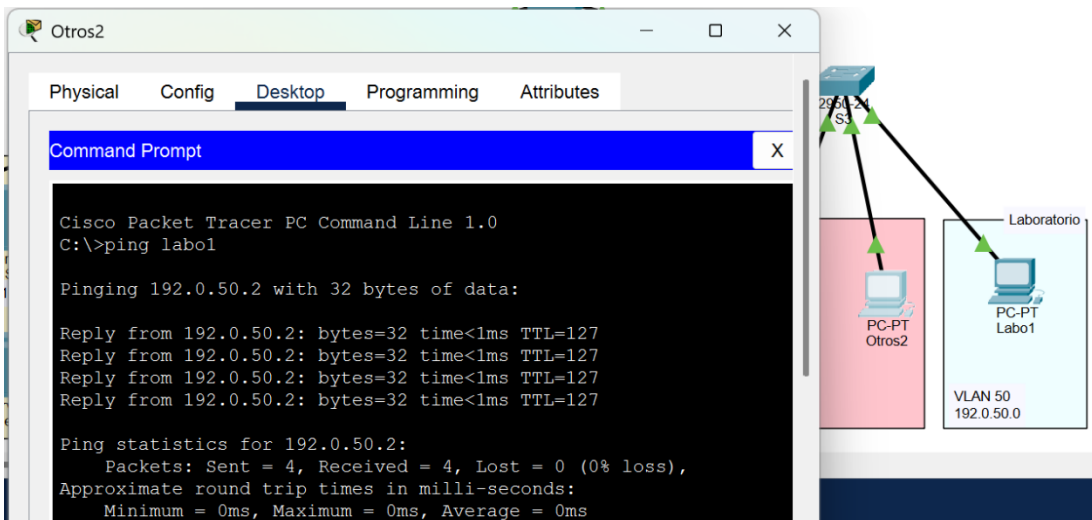 Otros2
Physical Config Desktop Programming Attributes
Command Prompt
X
Cisco Packet Tracer PC Command Line 1.0
C:\>ping labo1
Pinging 192.0.50.2 with 32 bytes of data:
Reply from 192.0.50.2: bytes=32 time<1ms TTL=127
Reply from 192.0.50.2: bytes=32 time<1ms TTL=127
Reply from 192.0.50.2: bytes=32 time<1ms TTL=127
Reply from 192.0.50.2: bytes=32 time<1ms TTL=127
Ping statistics for 192.0.50.2:
Packets: Sent = 4, Received = 4, Lost = 0 (0% loss),
Approximate round trip times in milli-seconds:
Minimum = 0ms, Maximum = 0ms, Average = 0ms
2950-24
S3
Laboratorio
PC-PT
Otros2
PC-PT
Labo1
VLAN 50
192.0.50.0